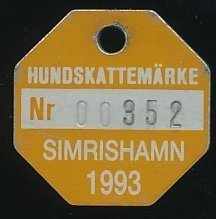 HUNDSKATTEMÄRKE
Nr 00352
SIMRISHAMN
1993